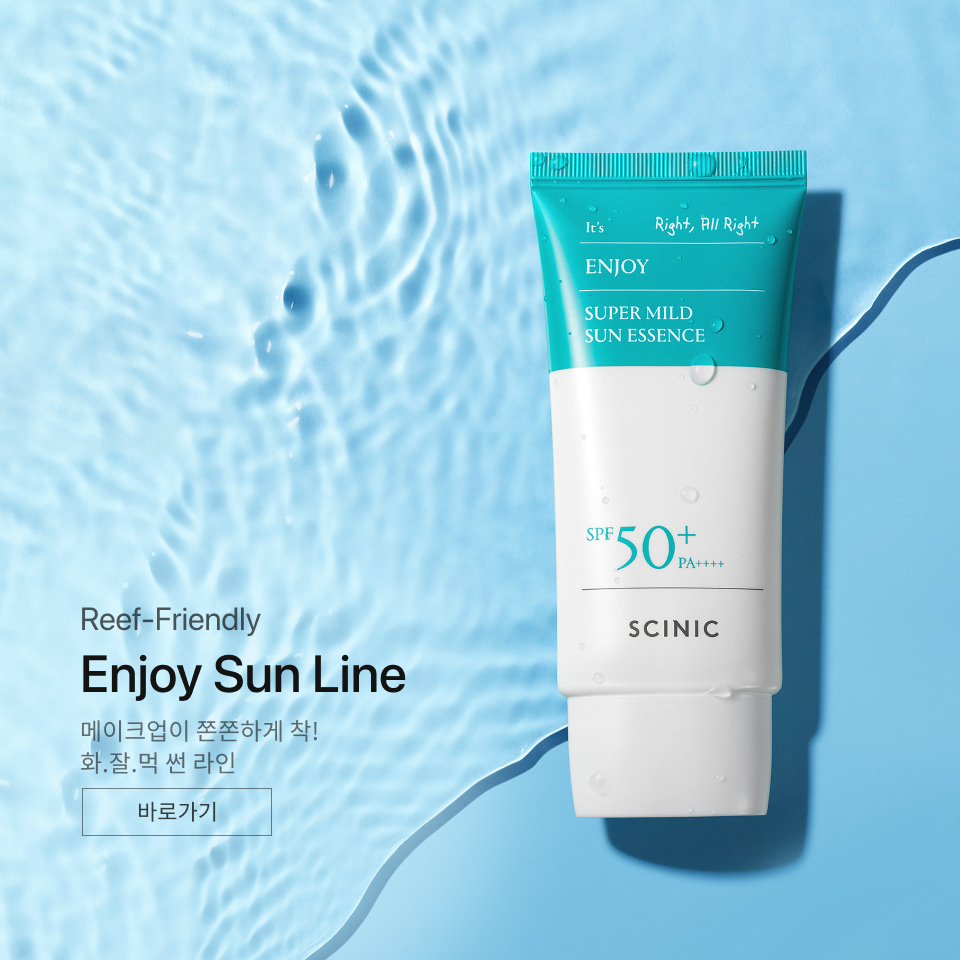 It's Right, All Right
ENJOY
SUPER MILD
SUN ESSENCE
SPF 50+
PA++++
SCINIC
Reef-Friendly
Enjoy Sun Line
메이크업이 쫀쫀하게 착!
화.잘.먹 썬 라인
바로가기